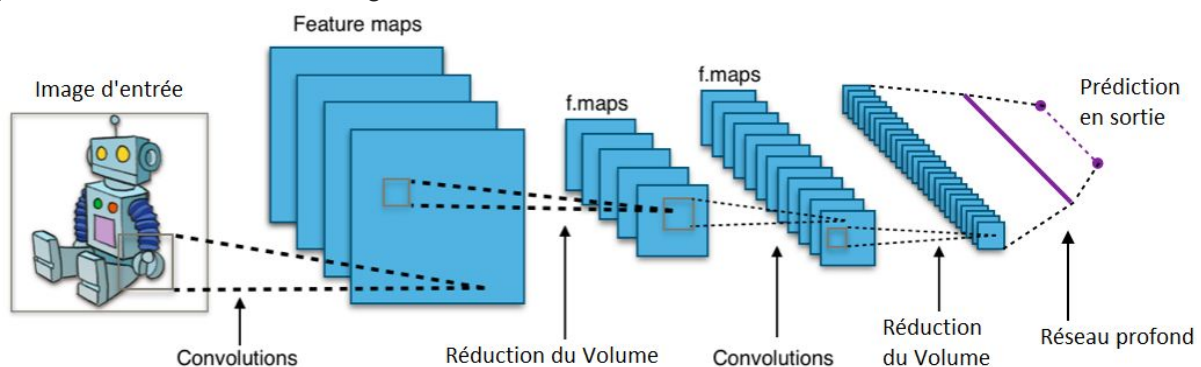 Feature maps
Image d'entrée
f.maps
f.maps
Prédiction
en sortie
Convolutions
Réduction du Volume
Convolutions
Réduction
du Volume
Réseau profond